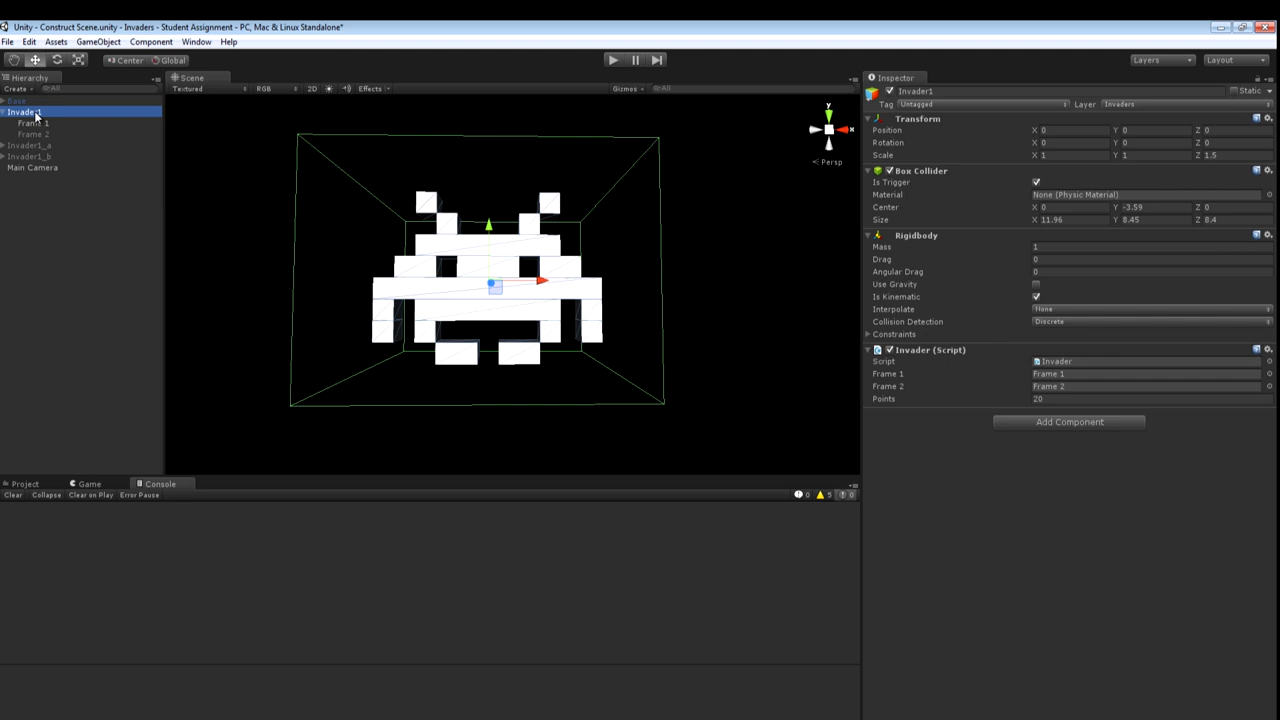 Unity - Construct Scene.unity - Invaders - Student Assignment - PC, Mac & Linux Standalone*
File Edit Assets GameObject Component Window Help
Center Global
Layers Layout
Hierarchy
Create All
Base
Invader1
Frame 1
Frame 2
Invader1_a
Invader1_b
Main Camera
Scene
Textured RGB 2D Effects Gizmos All
y
x
Persp
Inspector
Invader1 Static
Tag Untagged Layer Invaders
Transform
Position X 0 Y 0 Z 0
Rotation X 0 Y 0 Z 0
Scale X 1 Y 1 Z 1.5
Box Collider
Is Trigger
Material None (Physic Material)
Center X 0 Y -3.59 Z 0
Size X 11.96 Y 8.45 Z 8.4
Rigidbody
Mass 1
Drag 0
Angular Drag 0
Use Gravity
Is Kinematic
Interpolate None
Collision Detection Discrete
Constraints
Invader (Script)
Script Invader
Frame 1 Frame 1
Frame 2 Frame 2
Points 20
Add Component
Project Game Console
Clear Collapse Clear on Play Error Pause 0 5 0